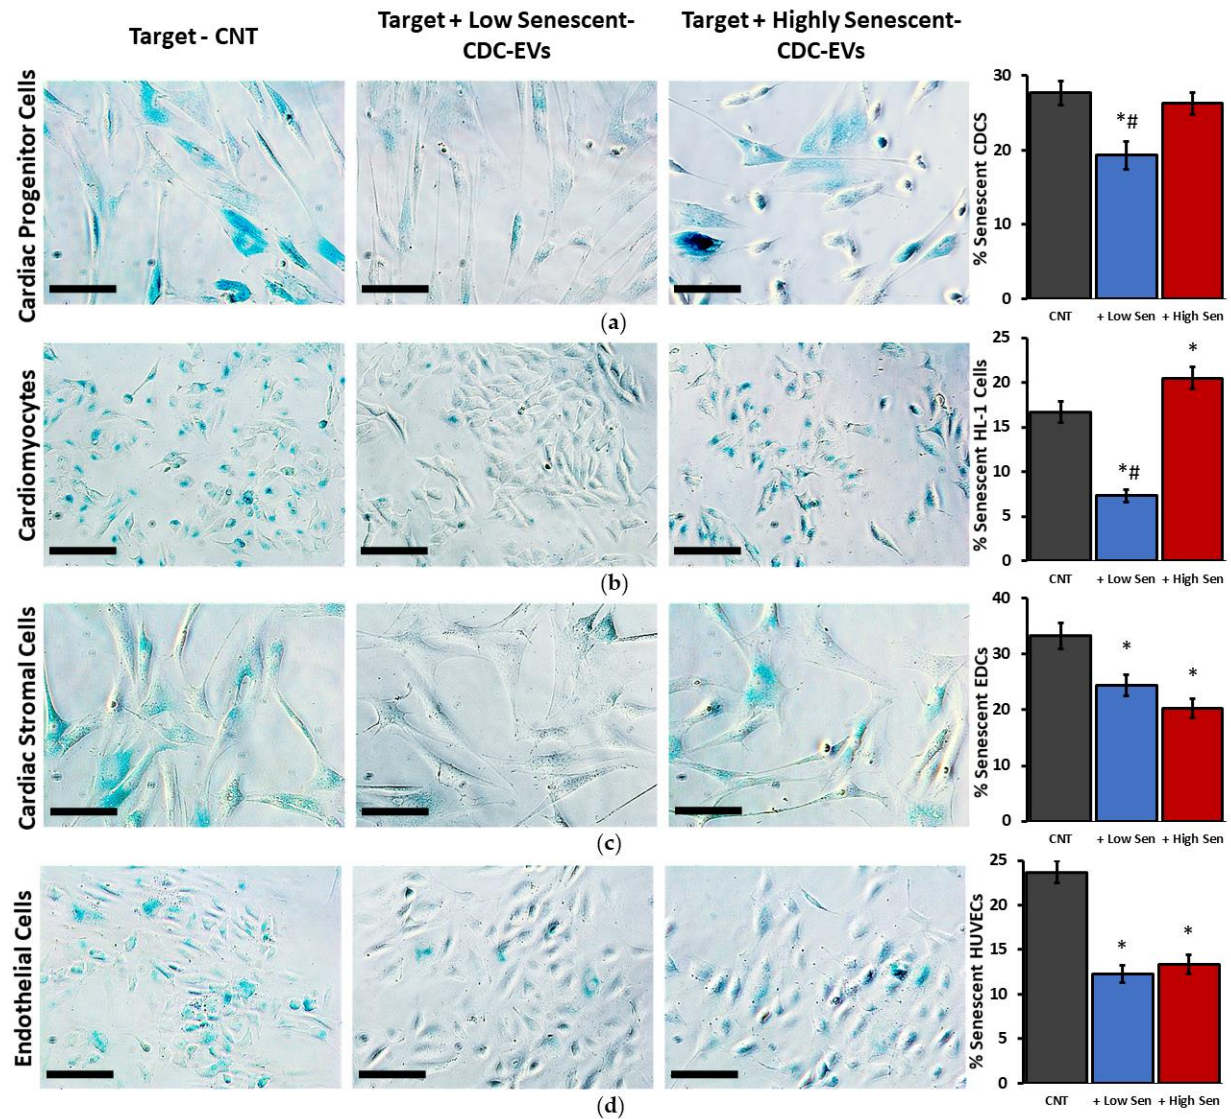 Target - CNT
Target + Low Senescent-
CDC-EVs
Target + Highly Senescent-
CDC-EVs
Cardiac Progenitor Cells
% Senescent CDCS
30
20
10
0
*#
CNT
+ Low Sen
+ High Sen
(a)
Cardiomyocytes
% Senescent HL-1 Cells
25
20
15
10
5
0
*#
*
CNT
+ Low Sen
+ High Sen
(b)
Cardiac Stromal Cells
% Senescent EDCs
40
30
20
10
0
*
*
CNT
+ Low Sen
+ High Sen
(c)
Endothelial Cells
% Senescent HUVECs
25
20
15
10
5
0
*
*
CNT
+ Low Sen
+ High Sen
(d)